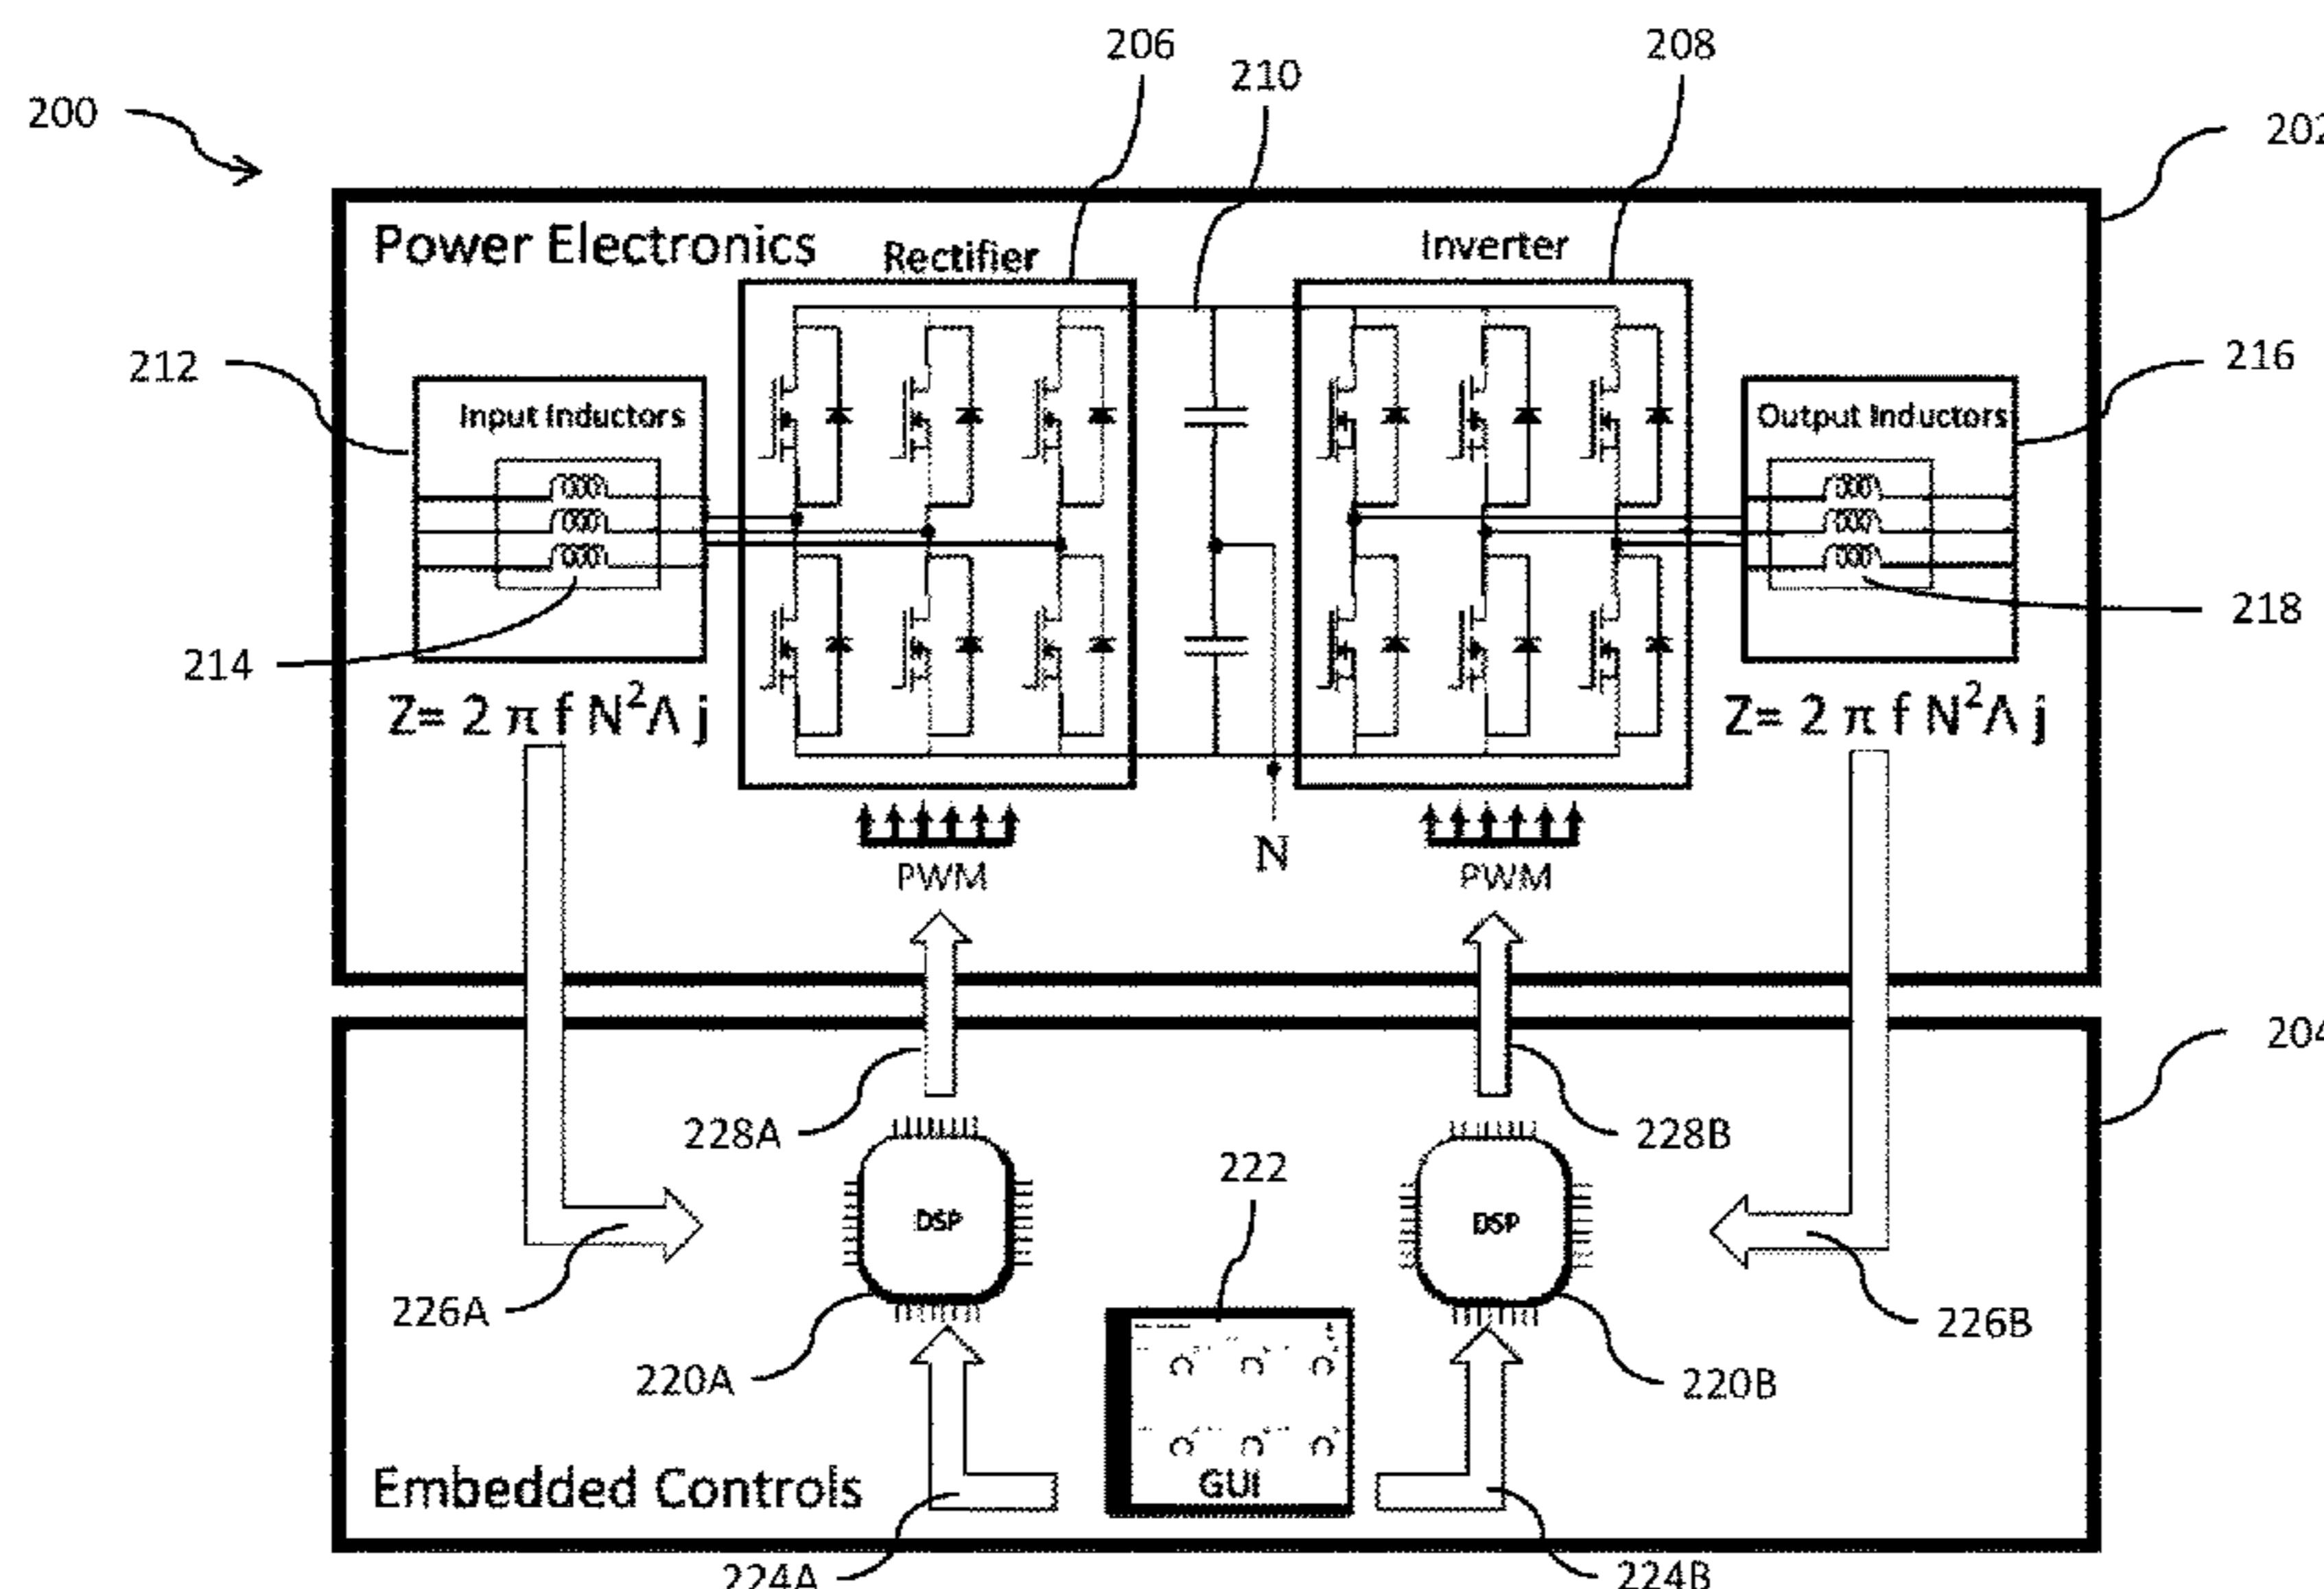 206
208
210
200
202
Power Electronics
Rectifier
Inverter
212
216
Input Inductors
Output Inductors
214
218
Z= 2 π f N²Λ j
Z= 2 π f N²Λ j
PWM
N
PWM
204
228A
228B
222
DSP
DSP
226A
226B
220A
220B
GUI
Embedded Controls
224A
224B